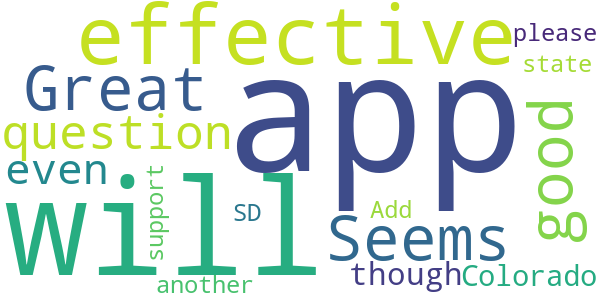 effective
please
state
Great
app
question
good
even
will
support
SD
Add
Seems
though
Colorado
another